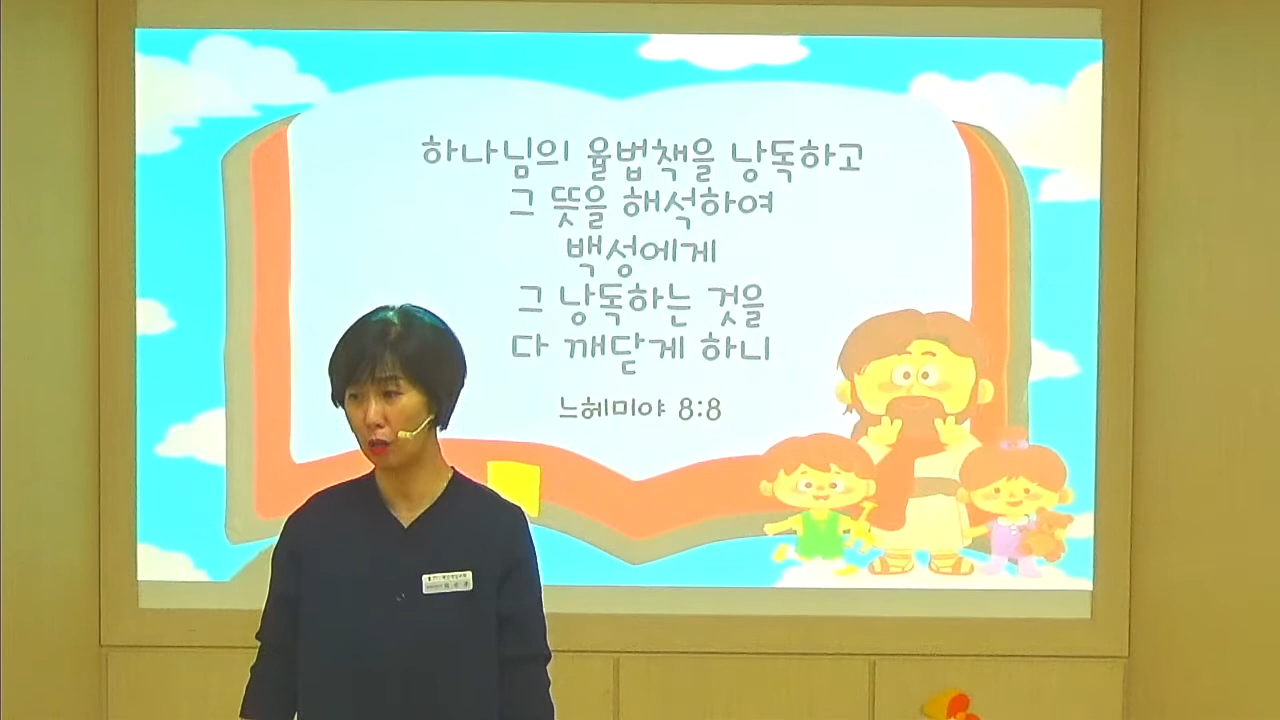 하나님의 율법책을 낭독하고
그 뜻을 해석하여
백성에게
그 낭독하는 것을
다 깨닫게 하니
느헤미야 8:8